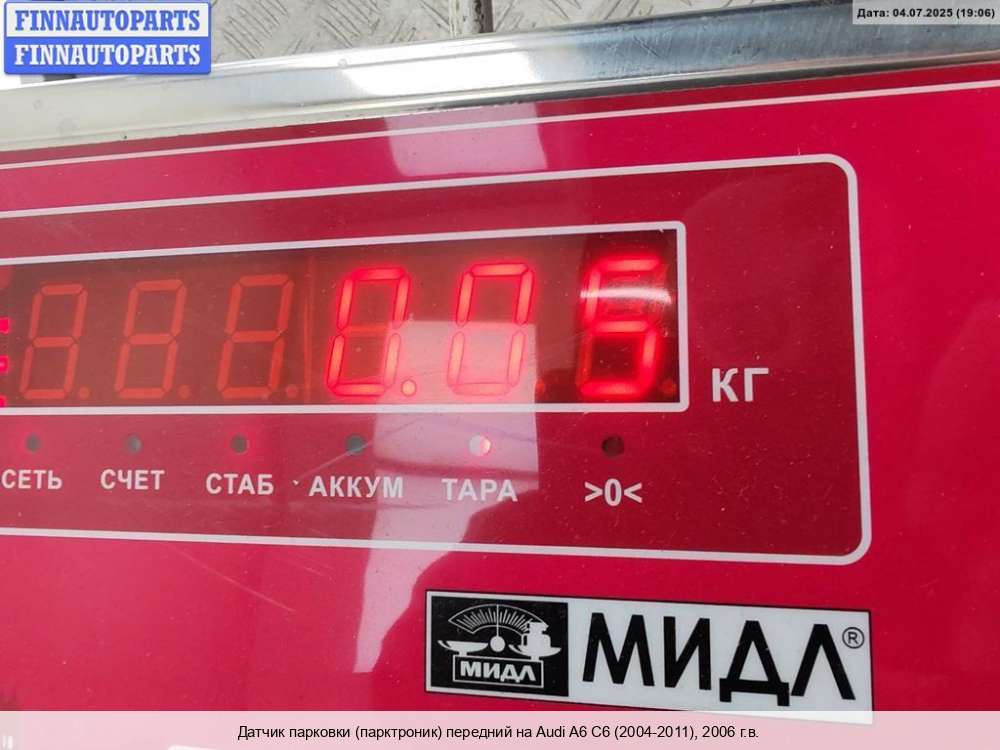 FINNAUTOPARTS
FINNAUTOPARTS
Дата: 04.07.2025 (19:06)
0.06
КГ
СЕТЬ СЧЕТ СТАБ АККУМ ТАРА >0<
МИДЛ
МИДЛ®
Датчик парковки (парктроник) передний на Audi A6 C6 (2004-2011), 2006 г.в.